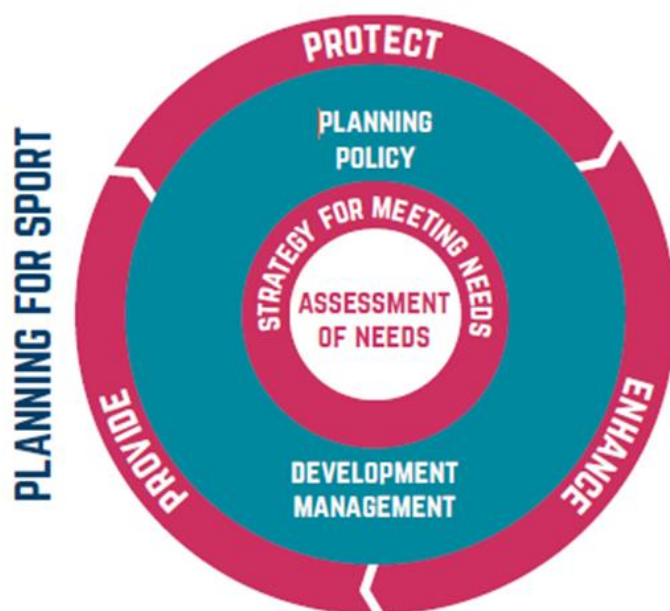 PLANNING FOR SPORT
PROTECT
PLANNING
POLICY
STRATEGY FOR MEETING NEEDS
ASSESSMENT
OF NEEDS
PROVIDE
ENHANCE
DEVELOPMENT
MANAGEMENT